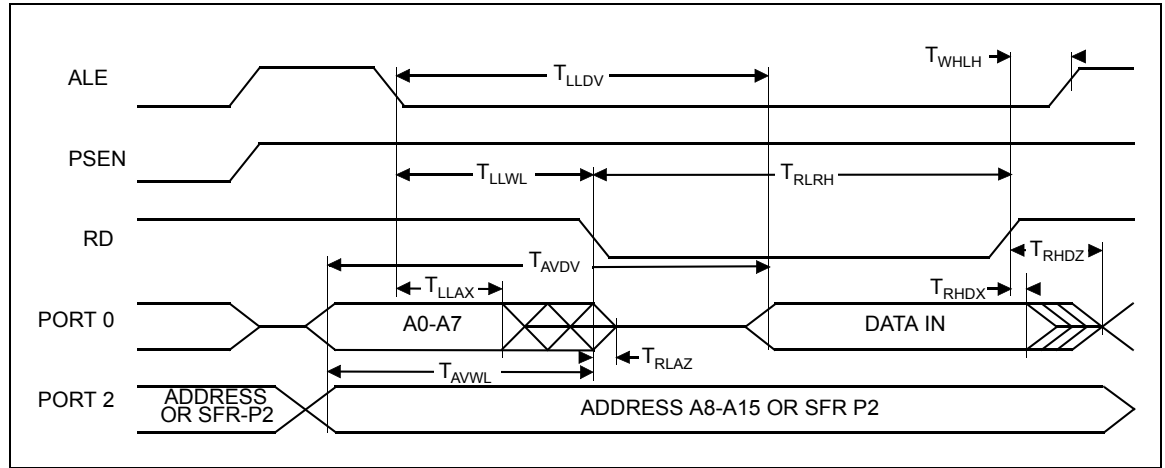 ALE
T_LLDV
T_WHLH
PSEN
T_LLWL
T_RLRH
RD
T_AVDV
T_RHDZ
T_LLAX
T_RHDX
PORT 0
A0-A7
DATA IN
T_RLAZ
T_AVWL
PORT 2
ADDRESS
OR SFR-P2
ADDRESS A8-A15 OR SFR P2